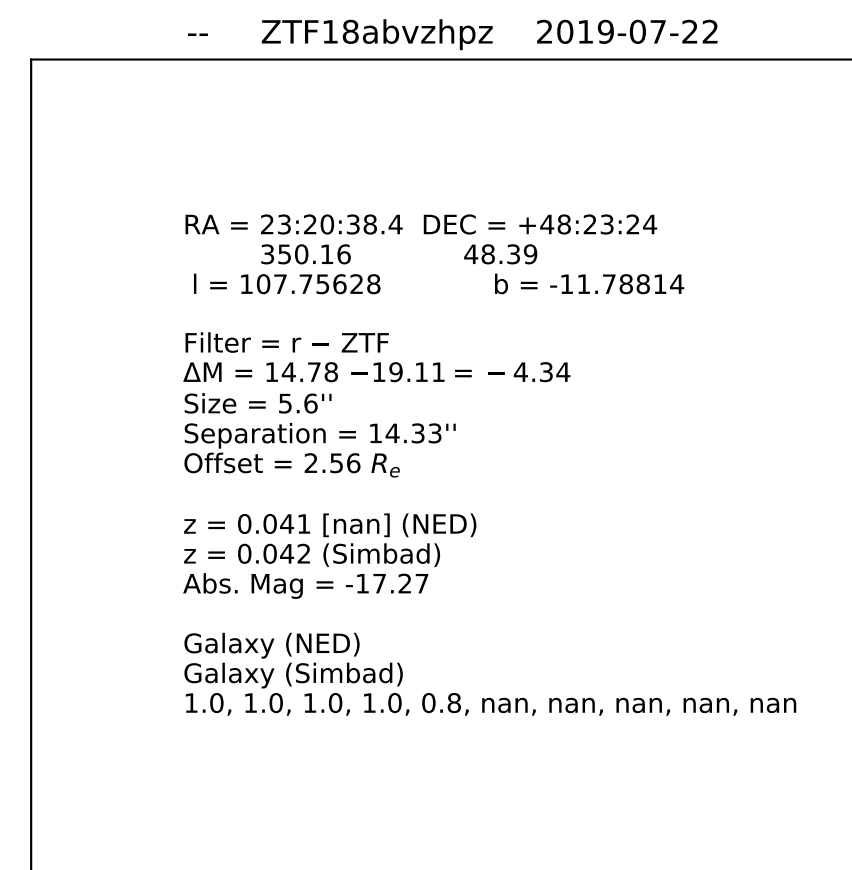 --   ZTF18abvzhpz   2019-07-22
RA = 23:20:38.4  DEC = +48:23:24
350.16   48.39
l = 107.75628   b = -11.78814
Filter = r − ZTF
ΔM = 14.78 −19.11 = − 4.34
Size = 5.6''
Separation = 14.33''
Offset = 2.56 Re
z = 0.041 [nan] (NED)
z = 0.042 (Simbad)
Abs. Mag = -17.27
Galaxy (NED)
Galaxy (Simbad)
1.0, 1.0, 1.0, 1.0, 0.8, nan, nan, nan, nan, nan